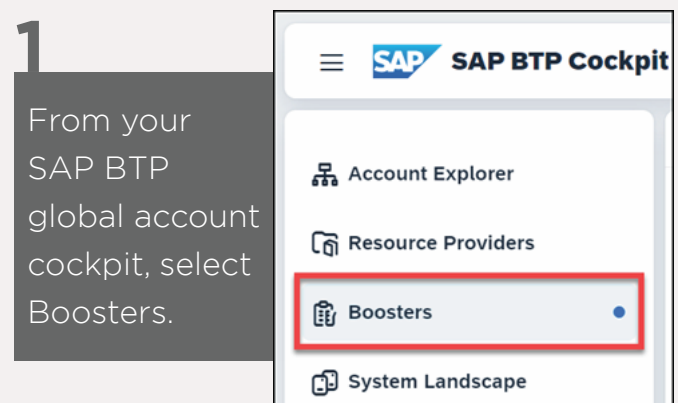 1
From your
SAP BTP
global account
cockpit, select
Boosters.
SAP SAP BTP Cockpit
Account Explorer
Resource Providers
Boosters
System Landscape